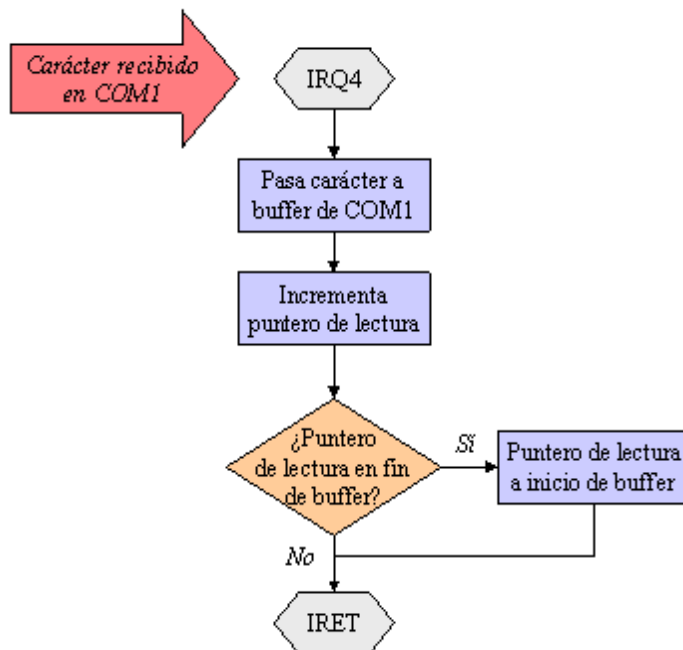 Carácter recibido
en COM1
IRQ4
Pasa carácter a
buffer de COM1
Incrementa
puntero de lectura
¿Puntero
de lectura en fin
de buffer?
Si
Puntero de lectura
a inicio de buffer
No
IRET